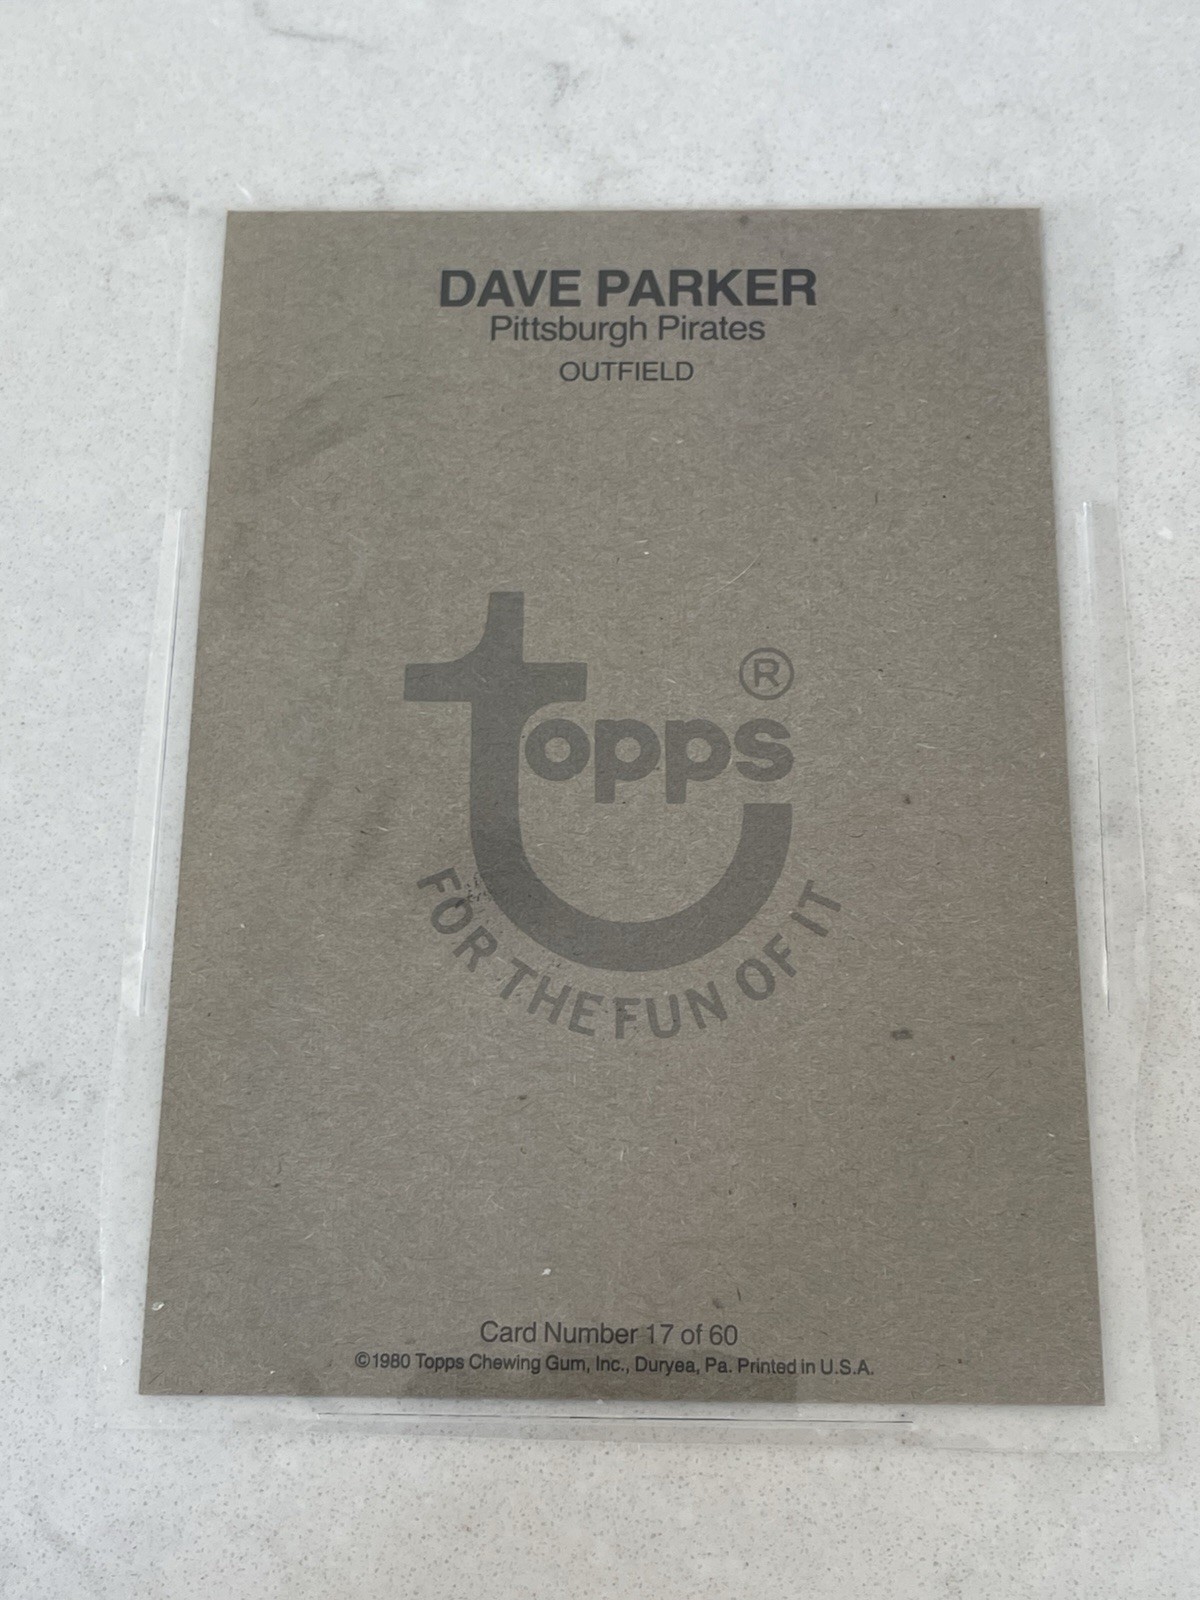 DAVE PARKER
Pittsburgh Pirates
OUTFIELD
topps ®
FOR THE FUN OF IT
Card Number 17 of 60
©1980 Topps Chewing Gum, Inc., Duryea, Pa. Printed in U.S.A.